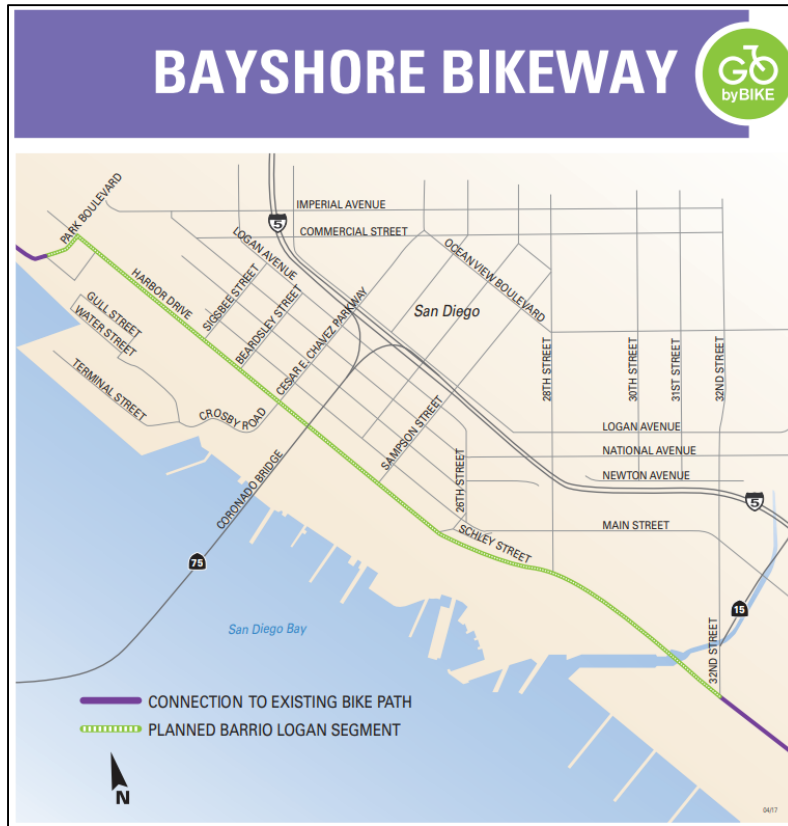 BAYSHORE BIKEWAY
GO
byBIKE
PARK BOULEVARD
IMPERIAL AVENUE
5
COMMERCIAL STREET
LOGAN AVENUE
OCEAN VIEW BOULEVARD
HARBOR DRIVE
SIGSBEE STREET
GULL STREET
WATER STREET
BEARDSLEY STREET
CESAR E. CHAVEZ PARKWAY
San Diego
TERMINAL STREET
CROSBY ROAD
28TH STREET
30TH STREET
31ST STREET
32ND STREET
SAMPSON STREET
LOGAN AVENUE
NATIONAL AVENUE
NEWTON AVENUE
CORONADO BRIDGE
26TH STREET
5
SCHLEY STREET
MAIN STREET
75
15
San Diego Bay
32ND STREET
CONNECTION TO EXISTING BIKE PATH
PLANNED BARRIO LOGAN SEGMENT
N
04/17